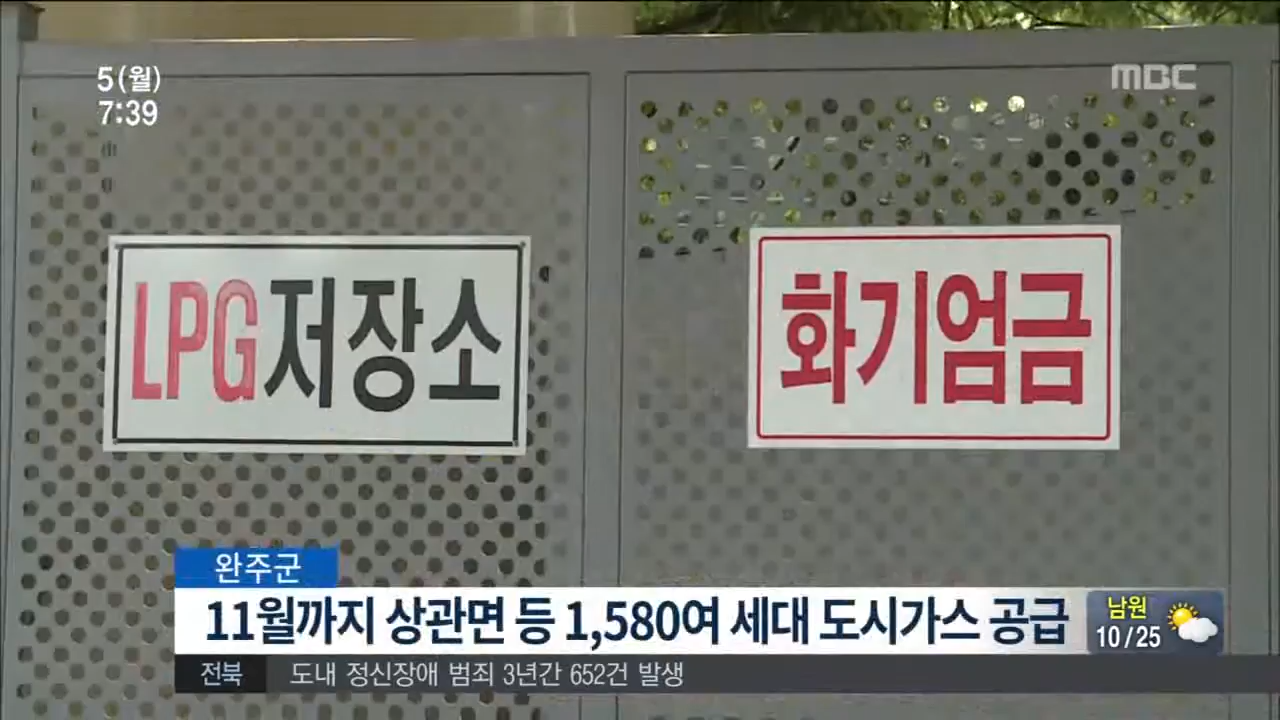 5(월)
7:39
MBC
LPG저장소
화기엄금
완주군
11월까지 상관면 등 1,580여 세대 도시가스 공급
남원
10/25
전북 도내 정신장애 범죄 3년간 652건 발생